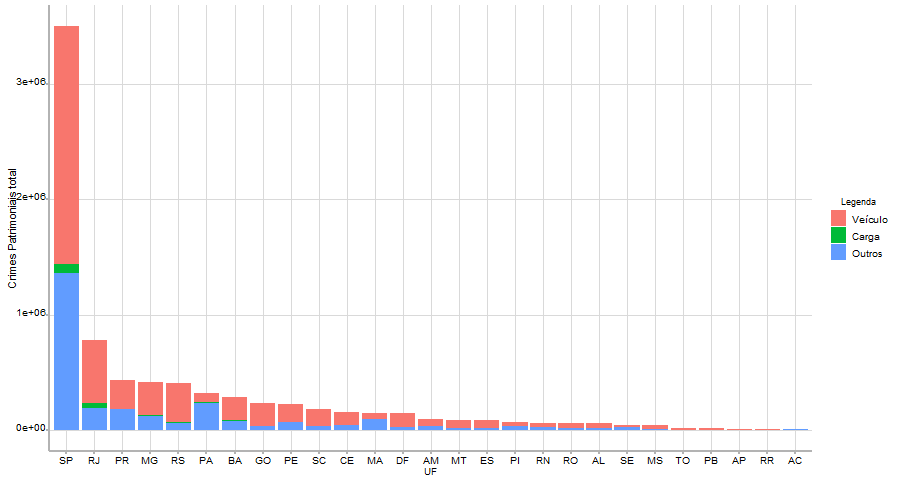 3e+06
2e+06
1e+06
0e+00
Crimes Patrimoniais total
SP RJ PR MG RS PA BA GO PE SC CE MA DF AM MT ES PI RN RO AL SE MS TO PB AP RR AC
UF
Legenda
Veículo
Carga
Outros